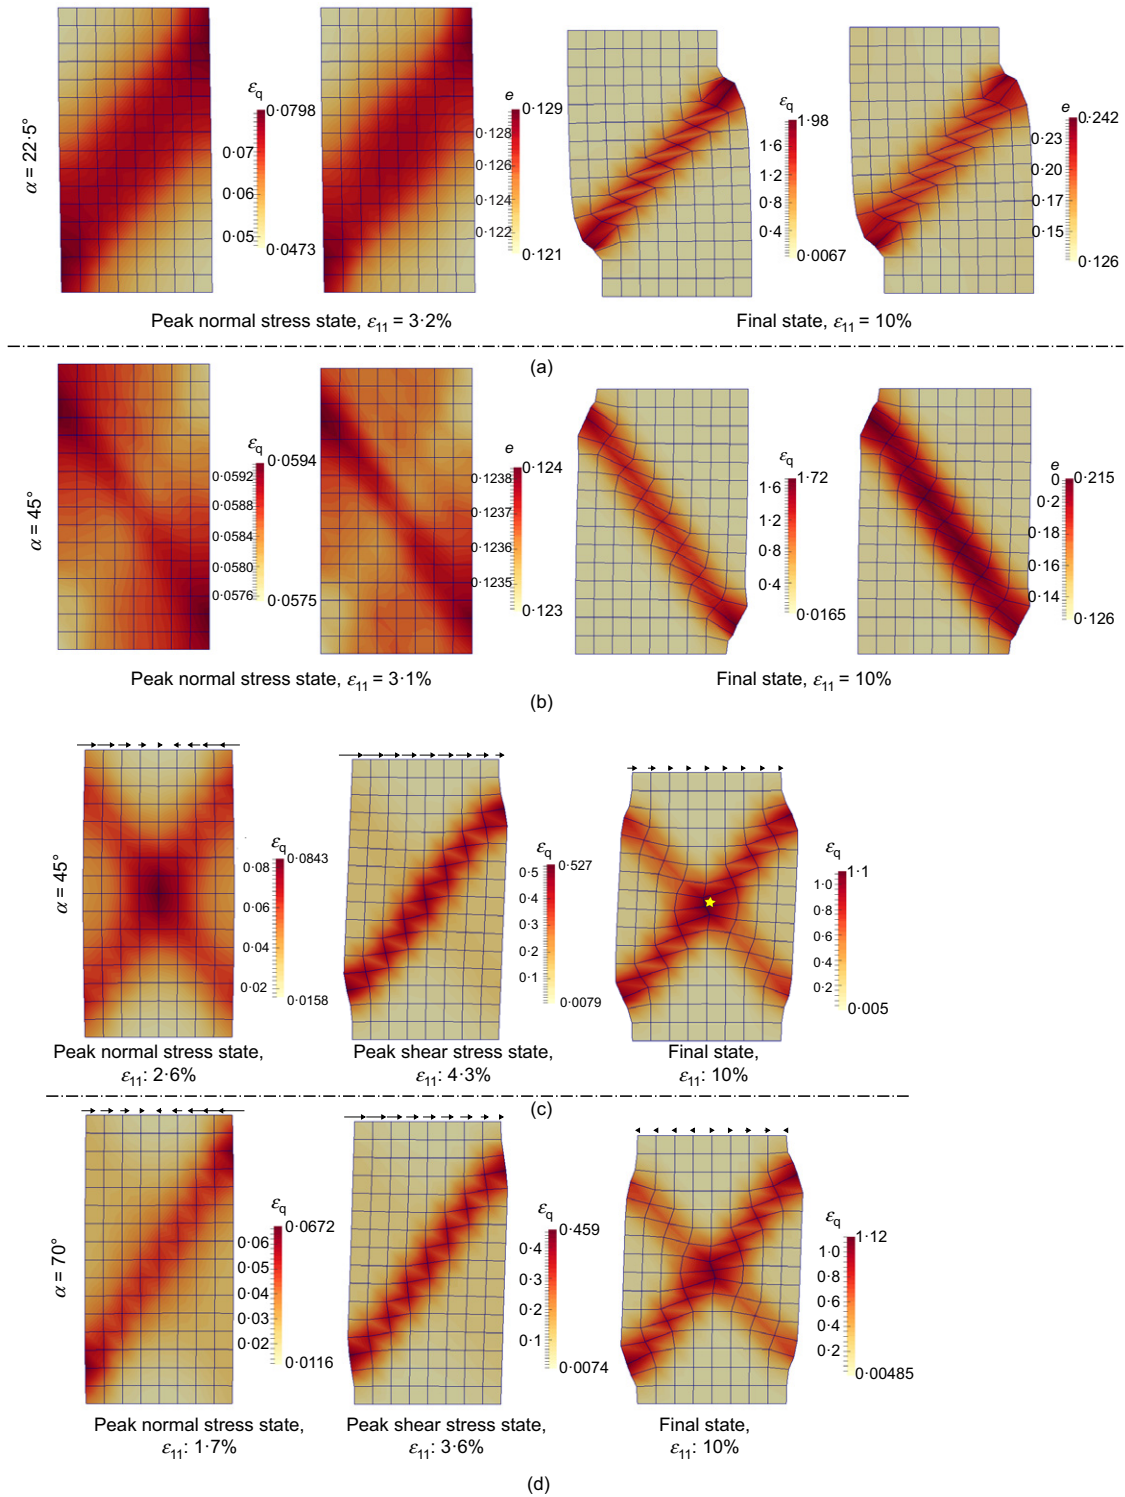 α = 22·5°
εq
0·0798
0·07
0·06
0·05
0·0473
e
0·129
0·128
0·126
0·124
0·122
0·121
εq
1·98
1·6
1·2
0·8
0·4
0·0067
e
0·242
0·23
0·20
0·17
0·15
0·126
Peak normal stress state, ε11 = 3·2%
Final state, ε11 = 10%
(a)
α = 45°
εq
0·0594
0·0592
0·0588
0·0584
0·0580
0·0576
0·0575
e
0·124
0·1238
0·1237
0·1236
0·1235
0·123
εq
1·72
1·6
1·2
0·8
0·4
0·0165
e
0·215
0
0·2
0·18
0·16
0·14
0·126
Peak normal stress state, ε11 = 3·1%
Final state, ε11 = 10%
(b)
α = 45°
εq
0·0843
0·08
0·06
0·04
0·02
0·0158
εq
0·527
0·5
0·4
0·3
0·2
0·1
0·0079
εq
1·1
1·0
0·8
0·6
0·4
0·2
0·005
Peak normal stress state,
ε11: 2·6%
Peak shear stress state,
ε11: 4·3%
Final state,
ε11: 10%
(c)
α = 70°
εq
0·0672
0·06
0·05
0·04
0·03
0·02
0·0116
εq
0·459
0·4
0·3
0·2
0·1
0·0074
εq
1·12
1·0
0·8
0·6
0·4
0·2
0·00485
Peak normal stress state,
ε11: 1·7%
Peak shear stress state,
ε11: 3·6%
Final state,
ε11: 10%
(d)